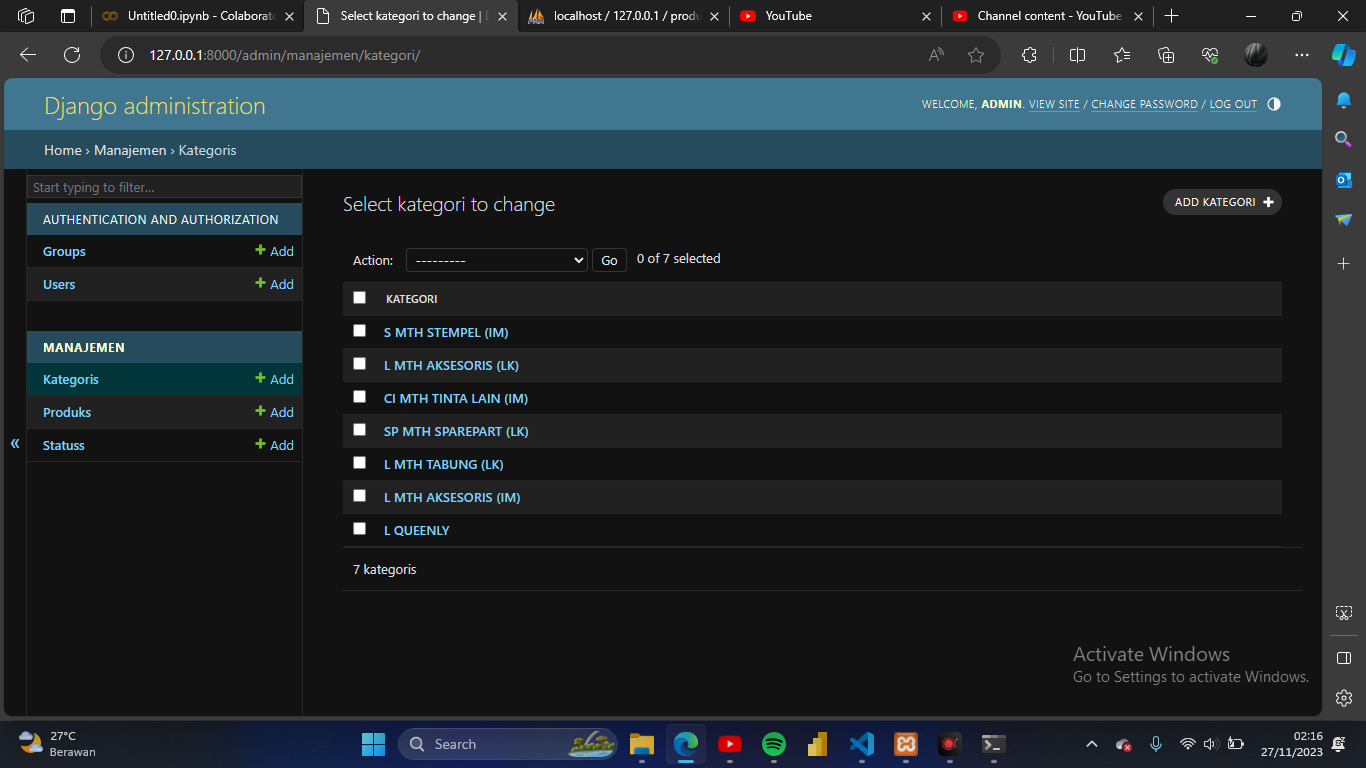 Untitled0.ipynb - Colaborato
Select kategori to change | D
localhost / 127.0.0.1 / produ
YouTube
Channel content - YouTube
127.0.0.1:8000/admin/manajemen/kategori/
Django administration
WELCOME, ADMIN. VIEW SITE / CHANGE PASSWORD / LOG OUT
Home › Manajemen › Kategoris
Start typing to filter...
AUTHENTICATION AND AUTHORIZATION
Groups + Add
Users + Add
MANAJEMEN
Kategoris + Add
Produks + Add
Statuss + Add
«
Select kategori to change
ADD KATEGORI +
Action: --------- Go 0 of 7 selected
KATEGORI
S MTH STEMPEL (IM)
L MTH AKSESORIS (LK)
CI MTH TINTA LAIN (IM)
SP MTH SPAREPART (LK)
L MTH TABUNG (LK)
L MTH AKSESORIS (IM)
L QUEENLY
7 kategoris
Activate Windows
Go to Settings to activate Windows.
27°C
Berawan
Search
02:16
27/11/2023